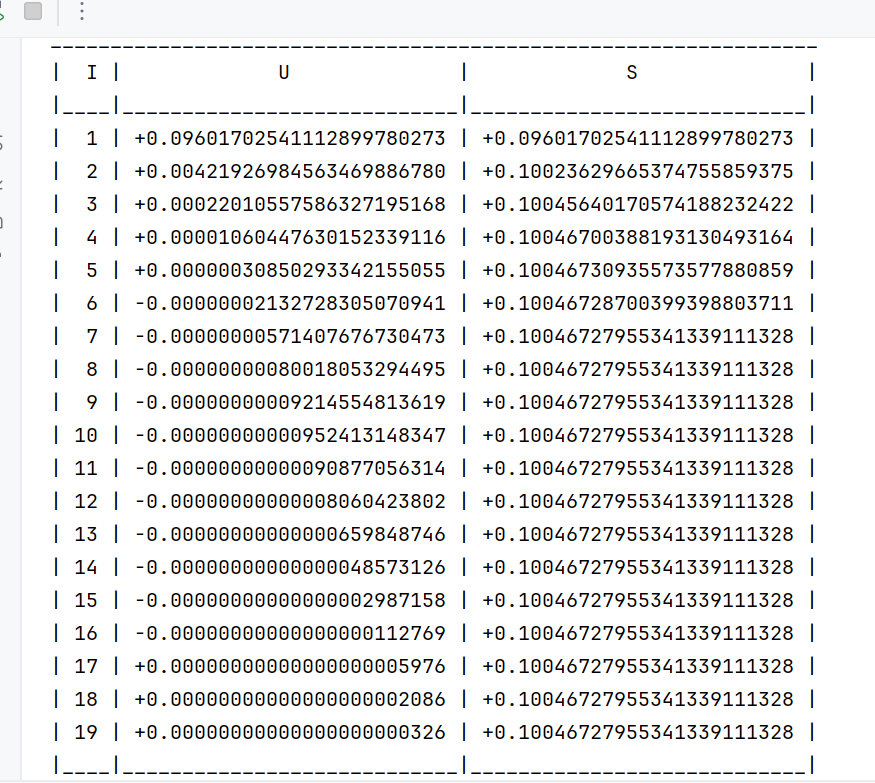 ----------------------------------------------------------------
|  I |             U              |             S              |
|____|____________________________|____________________________|
|  1 | +0.09601702541112899780273 | +0.09601702541112899780273 |
|  2 | +0.00421926984563469886780 | +0.10023629665374755859375 |
|  3 | +0.00022010557586327195168 | +0.10045640170574188232422 |
|  4 | +0.00001060447630152339116 | +0.10046700388193130493164 |
|  5 | +0.00000030850293342155055 | +0.10046730935573577880859 |
|  6 | -0.00000002132728305070941 | +0.10046728700399398803711 |
|  7 | -0.00000000571407676730473 | +0.10046727955341339111328 |
|  8 | -0.00000000080018053294495 | +0.10046727955341339111328 |
|  9 | -0.00000000009214554813619 | +0.10046727955341339111328 |
| 10 | -0.00000000000952413148347 | +0.10046727955341339111328 |
| 11 | -0.00000000000090877056314 | +0.10046727955341339111328 |
| 12 | -0.00000000000008060423802 | +0.10046727955341339111328 |
| 13 | -0.00000000000000659848746 | +0.10046727955341339111328 |
| 14 | -0.00000000000000048573126 | +0.10046727955341339111328 |
| 15 | -0.00000000000000002987158 | +0.10046727955341339111328 |
| 16 | -0.00000000000000000112769 | +0.10046727955341339111328 |
| 17 | +0.00000000000000000005976 | +0.10046727955341339111328 |
| 18 | +0.00000000000000000002086 | +0.10046727955341339111328 |
| 19 | +0.00000000000000000000326 | +0.10046727955341339111328 |
|____|____________________________|____________________________|